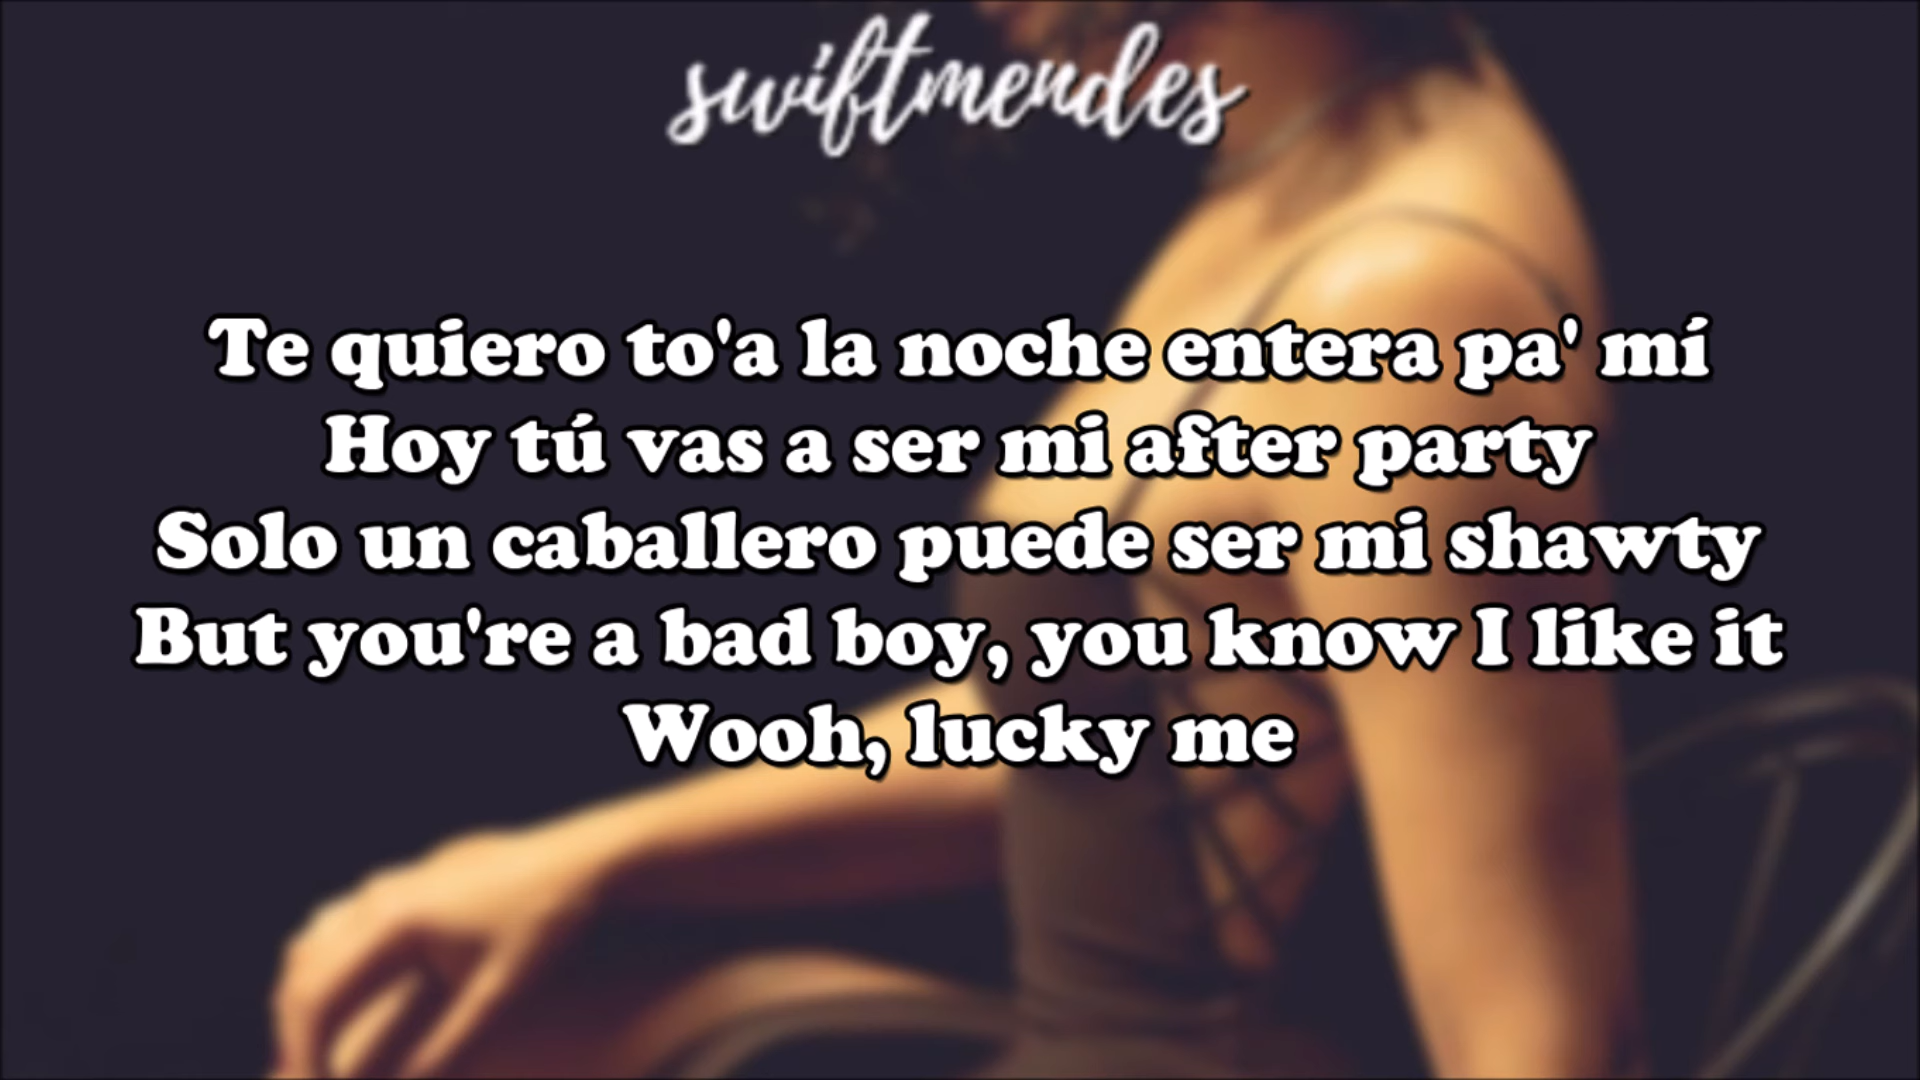 swiftmendes
Te quiero to'a la noche entera pa' mí
Hoy tú vas a ser mi after party
Solo un caballero puede ser mi shawty
But you're a bad boy, you know I like it
Wooh, lucky me